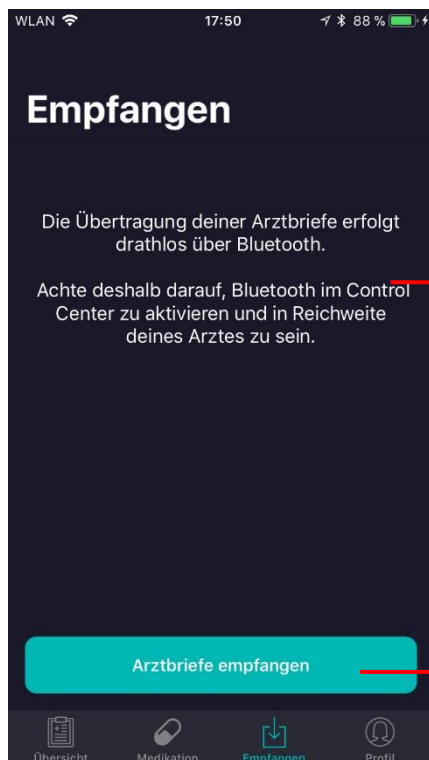 WLAN 17:50 88 %
Empfangen
Die Übertragung deiner Arztbriefe erfolgt
drathlos über Bluetooth.
Achte deshalb darauf, Bluetooth im Control
Center zu aktivieren und in Reichweite
deines Arztes zu sein.
Arztbriefe empfangen
Übersicht Medikation Empfangen Profil